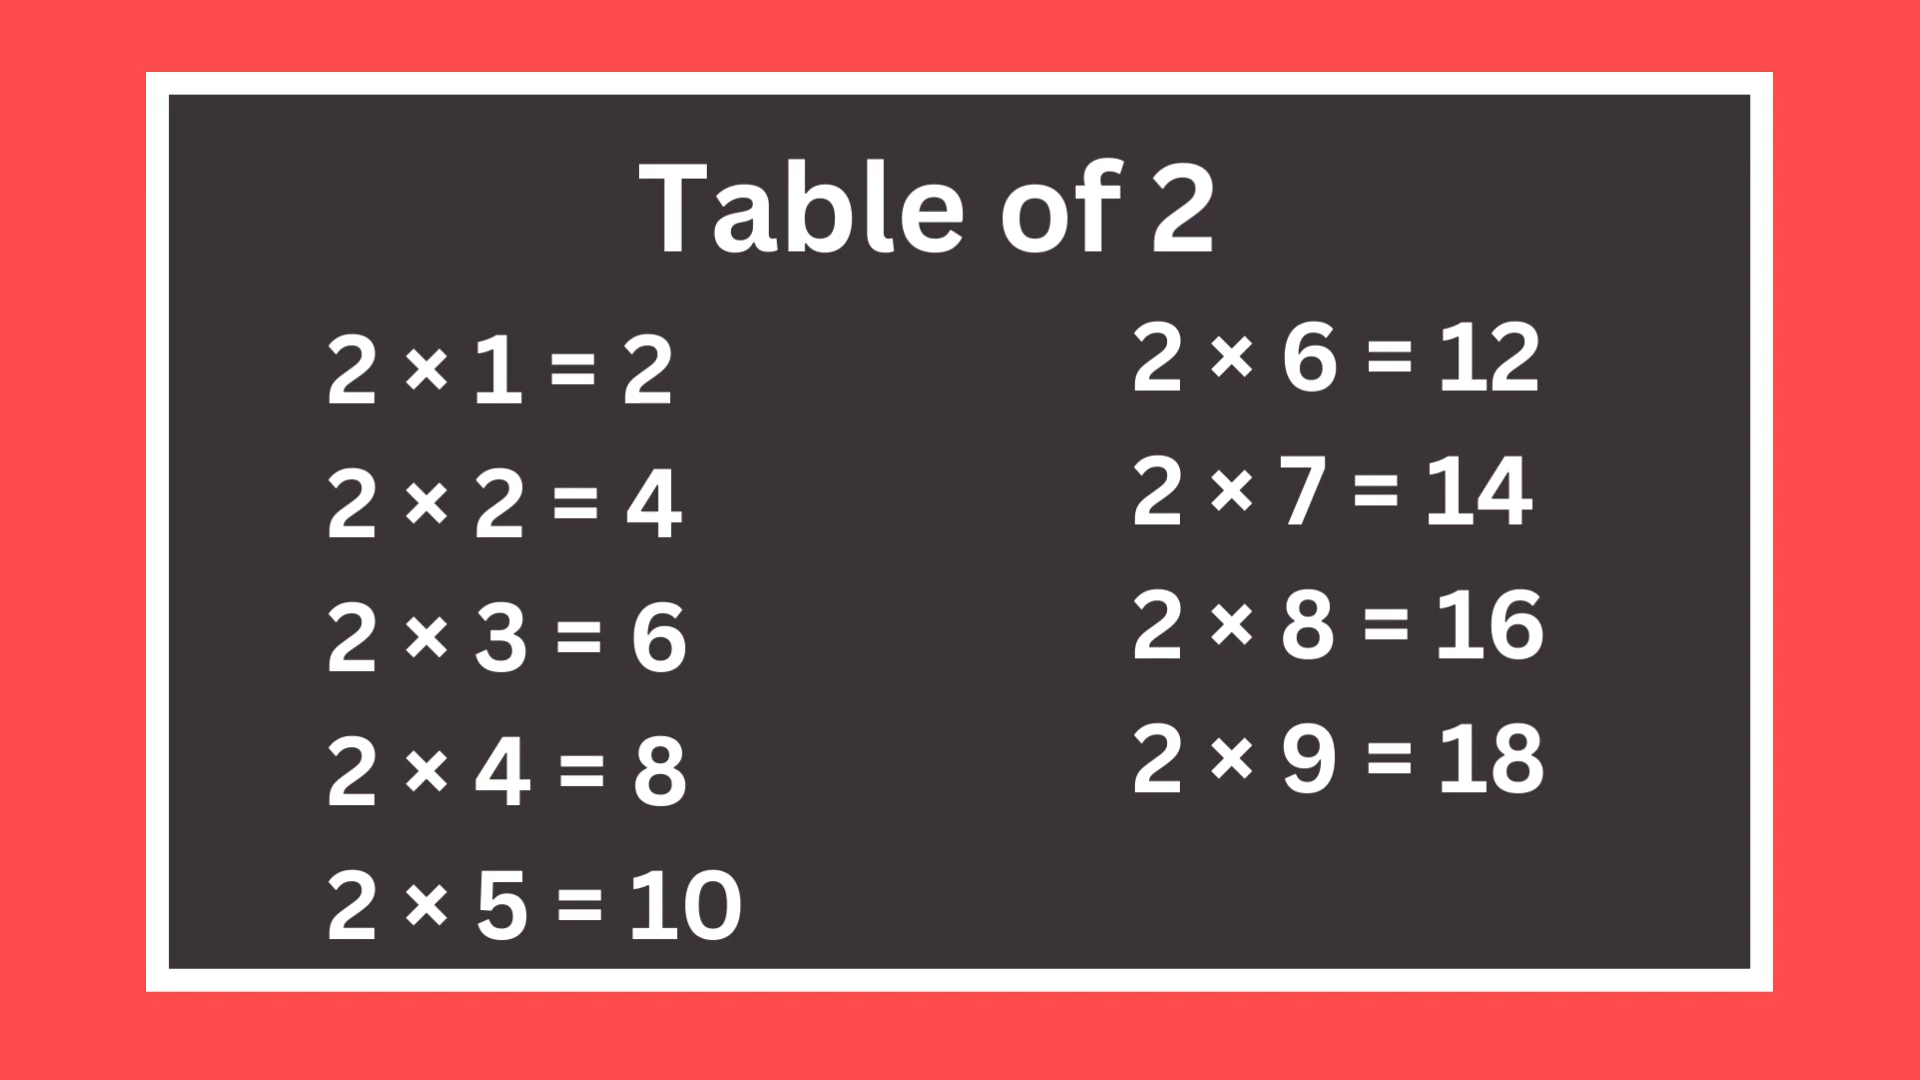 Table of 2
2 × 1 = 2
2 × 2 = 4
2 × 3 = 6
2 × 4 = 8
2 × 5 = 10
2 × 6 = 12
2 × 7 = 14
2 × 8 = 16
2 × 9 = 18